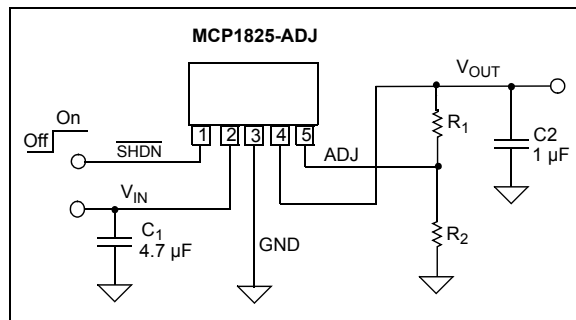 MCP1825-ADJ
VOUT
On
Off
SHDN
1 2 3 4 5
R1
C2
1 µF
ADJ
VIN
C1
4.7 µF
GND
R2